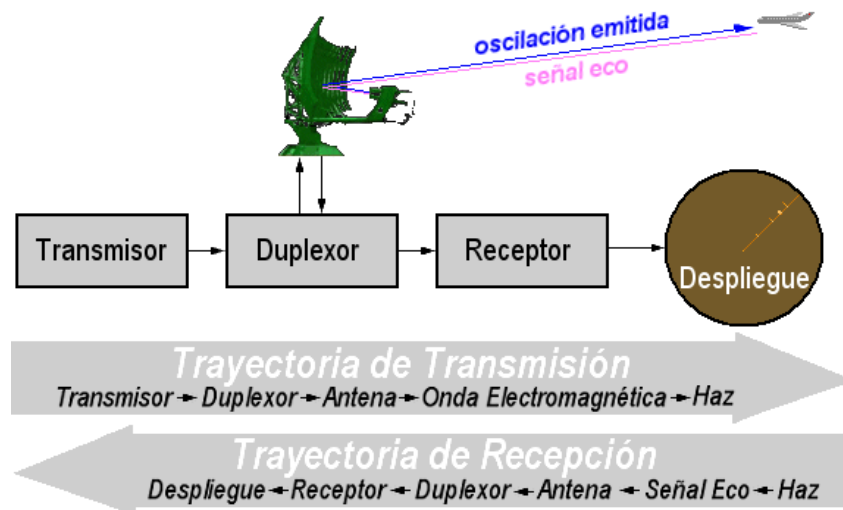 oscilación emitida
señal eco
Transmisor
Duplexor
Receptor
Despliegue
Trayectoria de Transmisión
Transmisor → Duplexor → Antena → Onda Electromagnética → Haz
Trayectoria de Recepción
Despliegue ← Receptor ← Duplexor ← Antena ← Señal Eco ← Haz